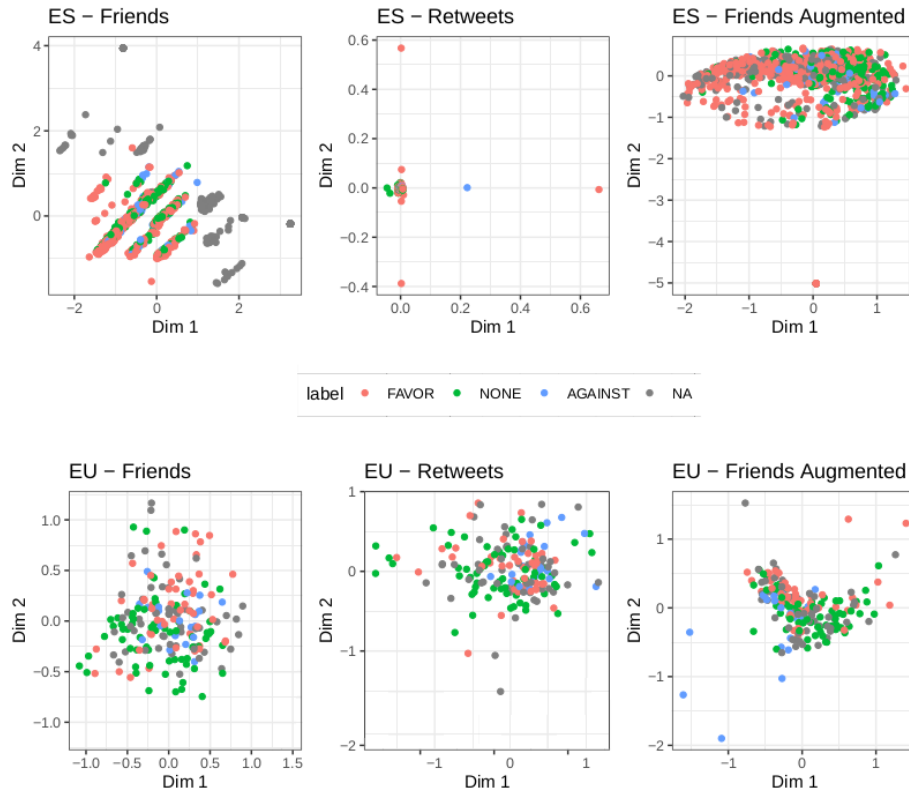 ES − Friends
4
2
0
Dim 2
−2
0
2
Dim 1
ES − Retweets
0.6
0.4
0.2
0.0
−0.2
−0.4
Dim 2
0.0
0.2
0.4
0.6
Dim 1
ES − Friends Augmented
0
−1
−2
−3
−4
−5
Dim 2
−2
−1
0
1
Dim 1
label FAVOR NONE AGAINST NA
EU − Friends
1.0
0.5
0.0
−0.5
−1.0
Dim 2
−1.0
−0.5
0.0
0.5
1.0
1.5
Dim 1
EU − Retweets
1
0
−1
−2
Dim 2
−1
0
1
Dim 1
EU − Friends Augmented
1
0
−1
−2
Dim 2
−1
0
1
Dim 1